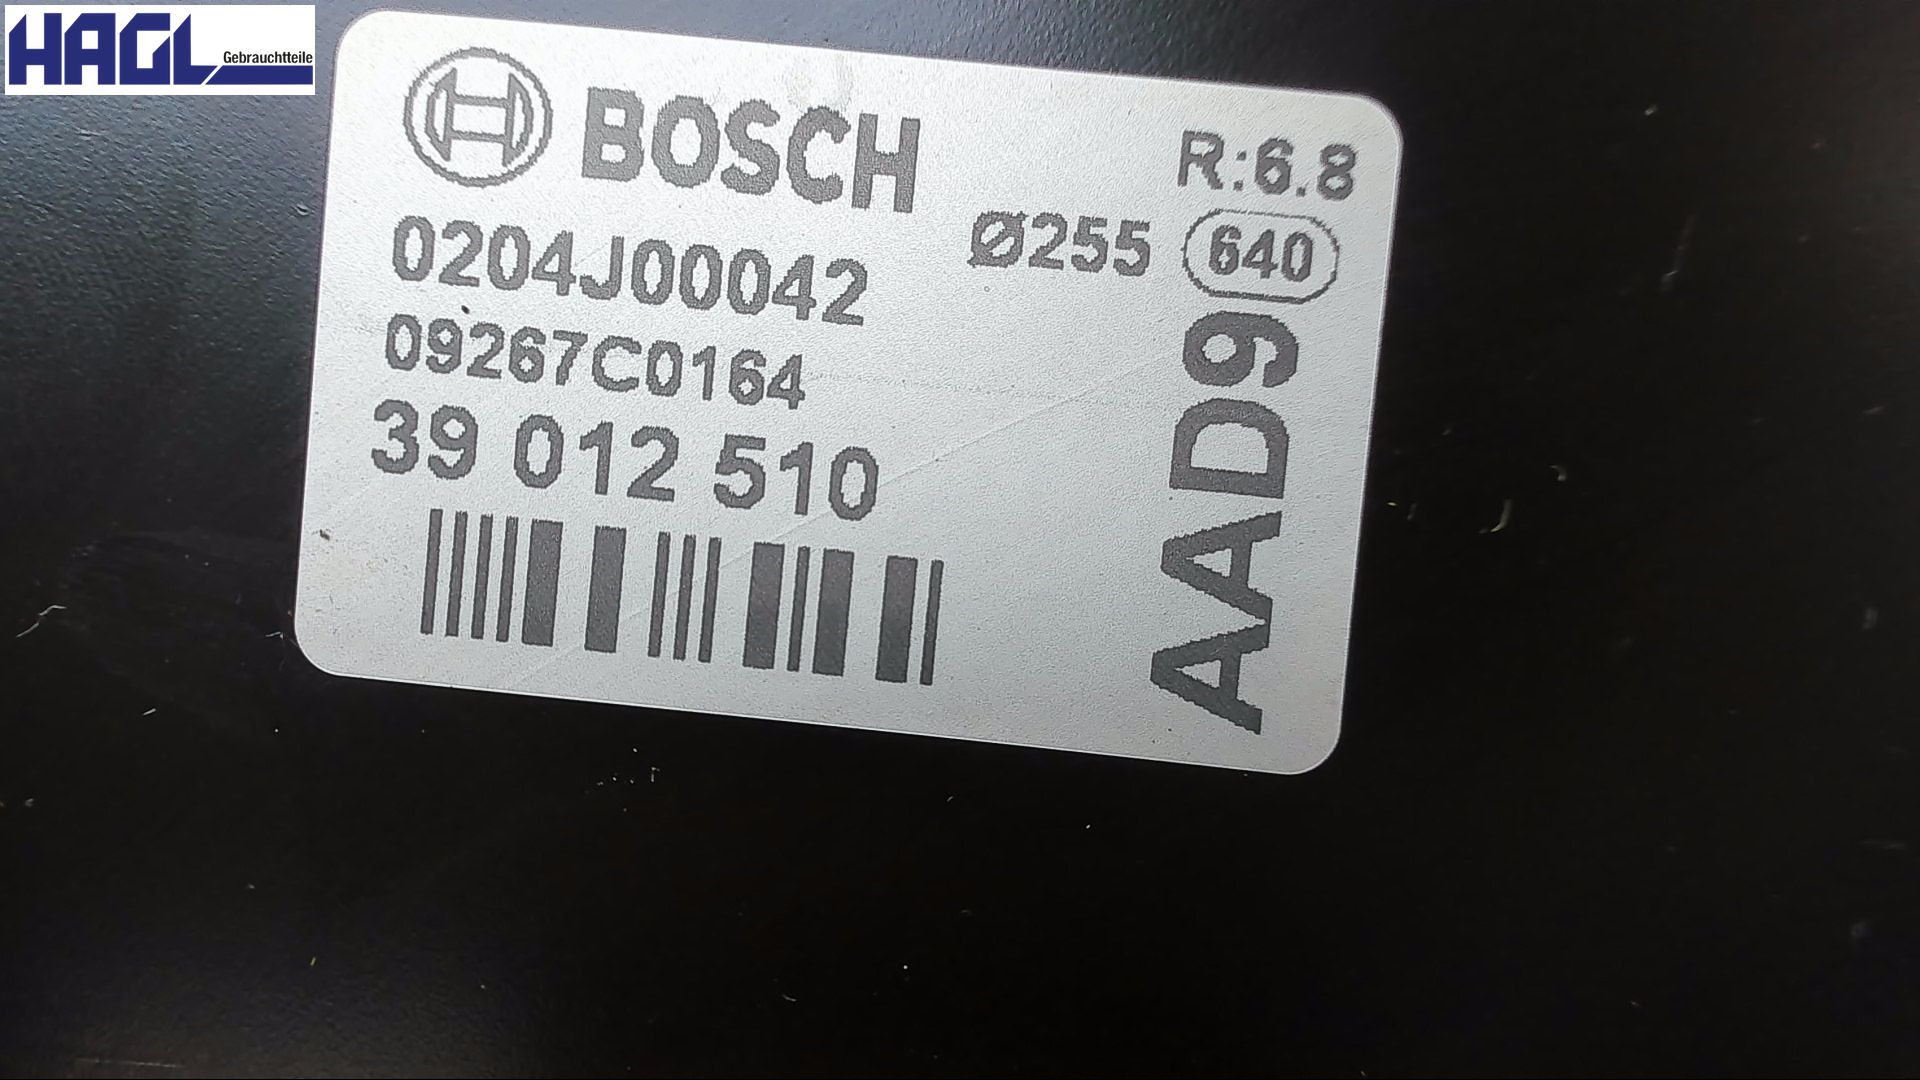 HAGL Gebrauchtteile
BOSCH
R:6.8
0204J00042
Ø255 640
09267C0164
39 012 510
AAD9